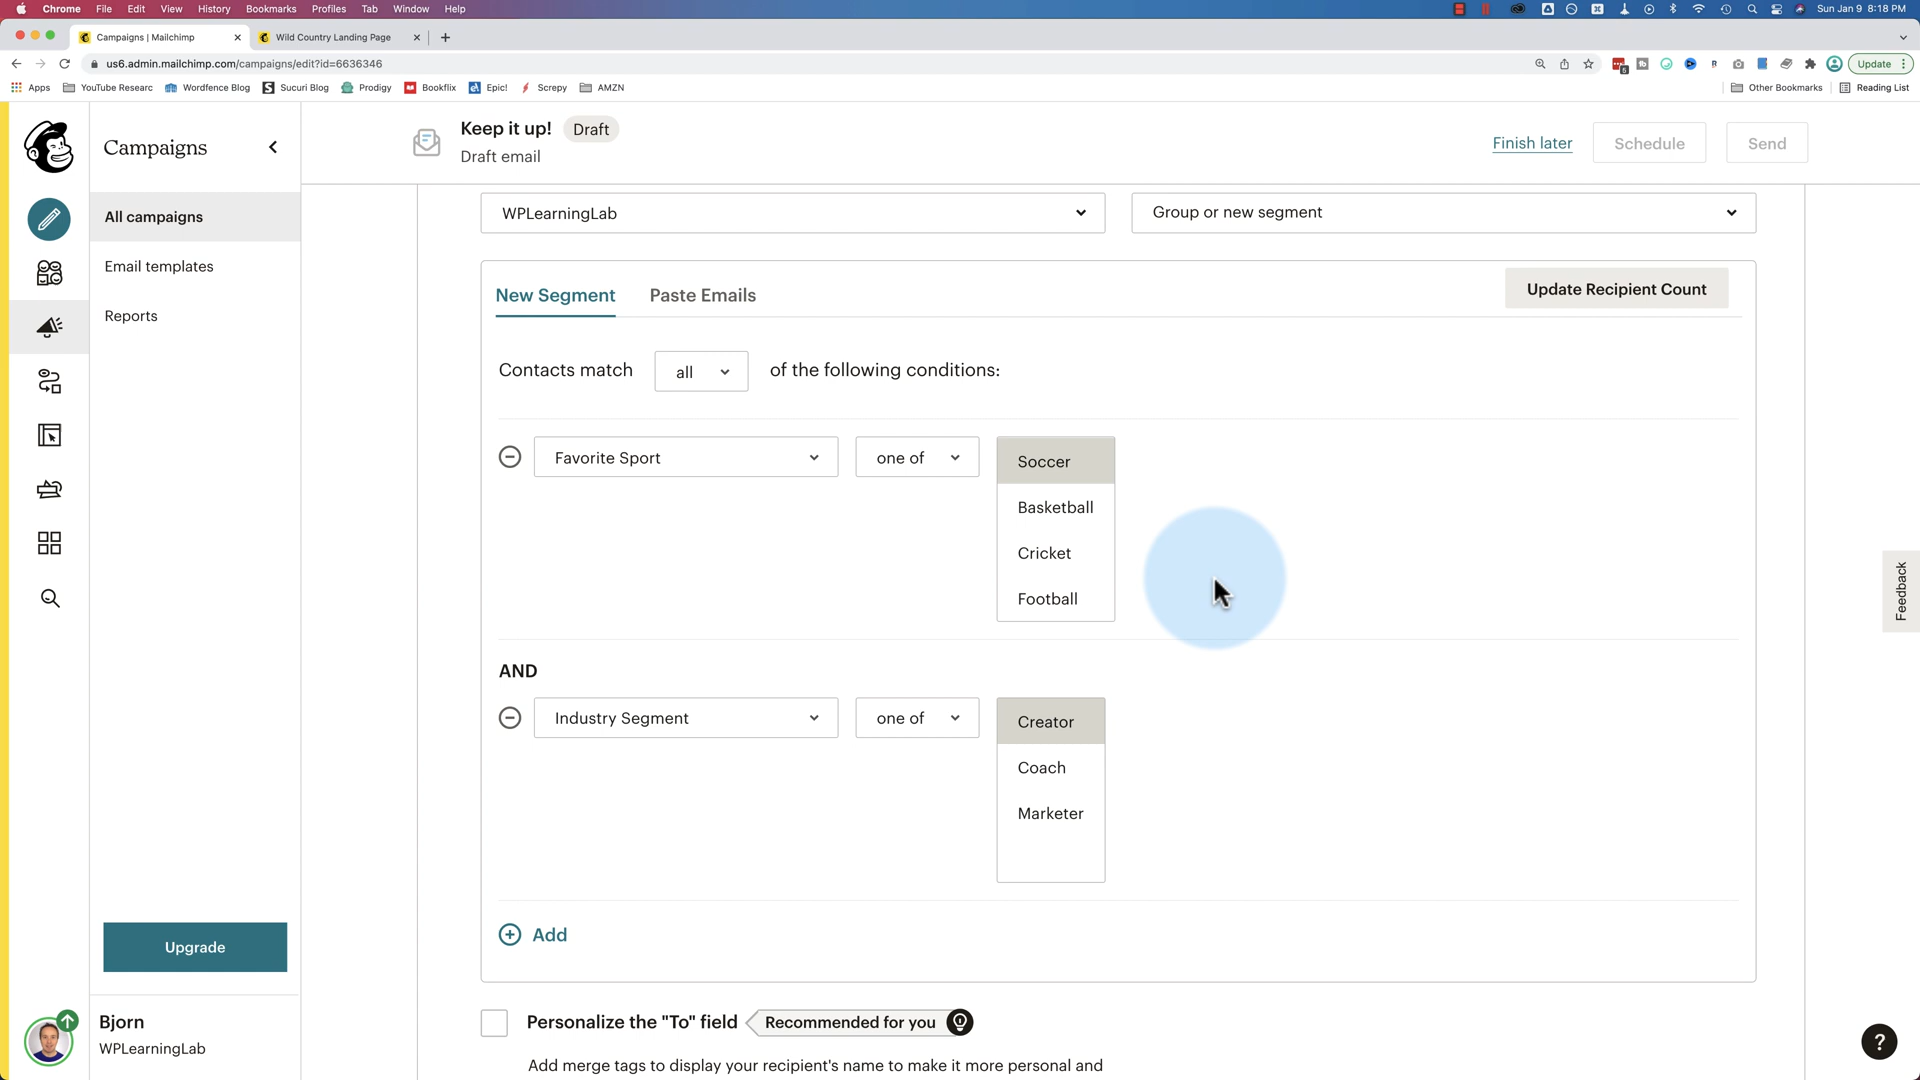 Chrome File Edit View History Bookmarks Profiles Tab Window Help Sun Jan 9 8:18 PM
Campaigns | Mailchimp Wild Country Landing Page
us6.admin.mailchimp.com/campaigns/edit?id=6636346 Update
Apps YouTube Researc Wordfence Blog Sucuri Blog Prodigy Bookflix Epic! Screpy AMZN Other Bookmarks Reading List
Campaigns
All campaigns
Email templates
Reports
Upgrade
Bjorn
WPLearningLab
Keep it up! Draft
Draft email
Finish later Schedule Send
WPLearningLab Group or new segment
New Segment Paste Emails Update Recipient Count
Contacts match all of the following conditions:
Favorite Sport one of Soccer
Basketball
Cricket
Football
AND
Industry Segment one of Creator
Coach
Marketer
Add
Personalize the "To" field Recommended for you
Add merge tags to display your recipient's name to make it more personal and
Feedback
?